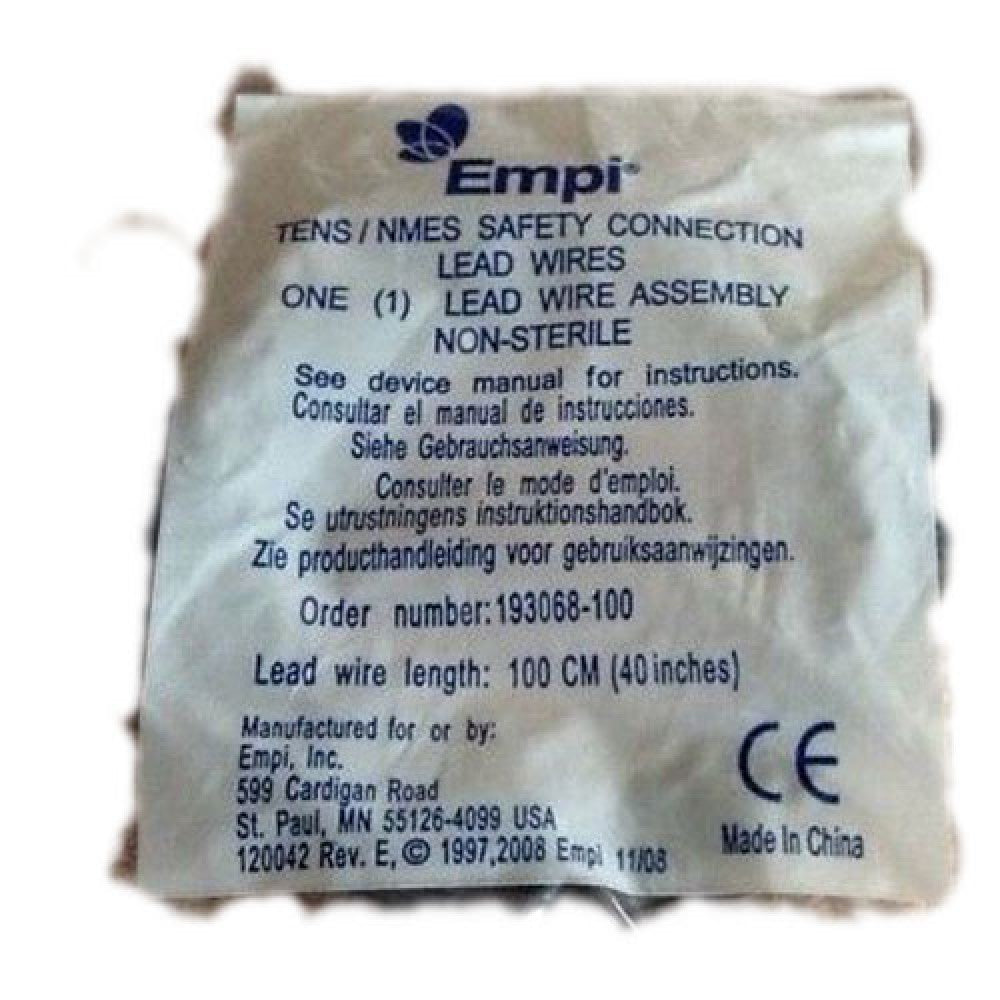 Empi®
TENS / NMES SAFETY CONNECTION
LEAD WIRES
ONE (1) LEAD WIRE ASSEMBLY
NON-STERILE
See device manual for instructions.
Consultar el manual de instrucciones.
Siehe Gebrauchsanweisung.
Consulter le mode d'emploi.
Se utrustningens instruktionshandbok.
Zie producthandleiding voor gebruiksaanwijzingen.
Order number: 193068-100
Lead wire length: 100 CM (40 inches)
Manufactured for or by:
Empi, Inc.
599 Cardigan Road
St. Paul, MN 55126-4099 USA
120042 Rev. E, © 1997,2008 Empi 11/08
CE
Made In China